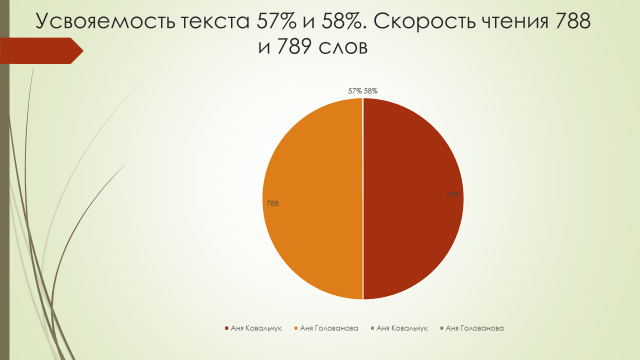 Усвояемость текста 57% и 58%. Скорость чтения 788
и 789 слов
57% 58%
789
788
Аня Ковальчук Аня Голованова Аня Ковальчук Аня Голованова